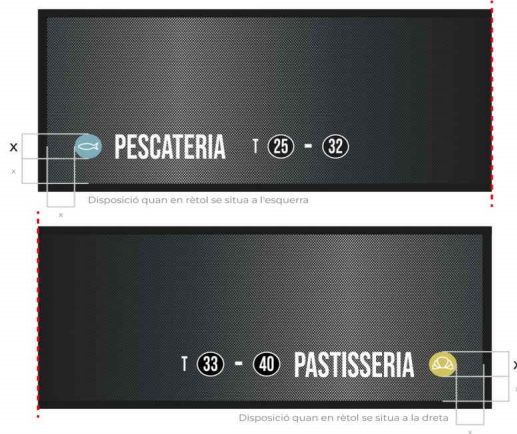 PESCATERIA T 25 - 32
x
x
Disposició quan en rètol se situa a l'esquerra
x
T 33 - 40 PASTISSERIA
x
Disposició quan en rètol se situa a la dreta
x